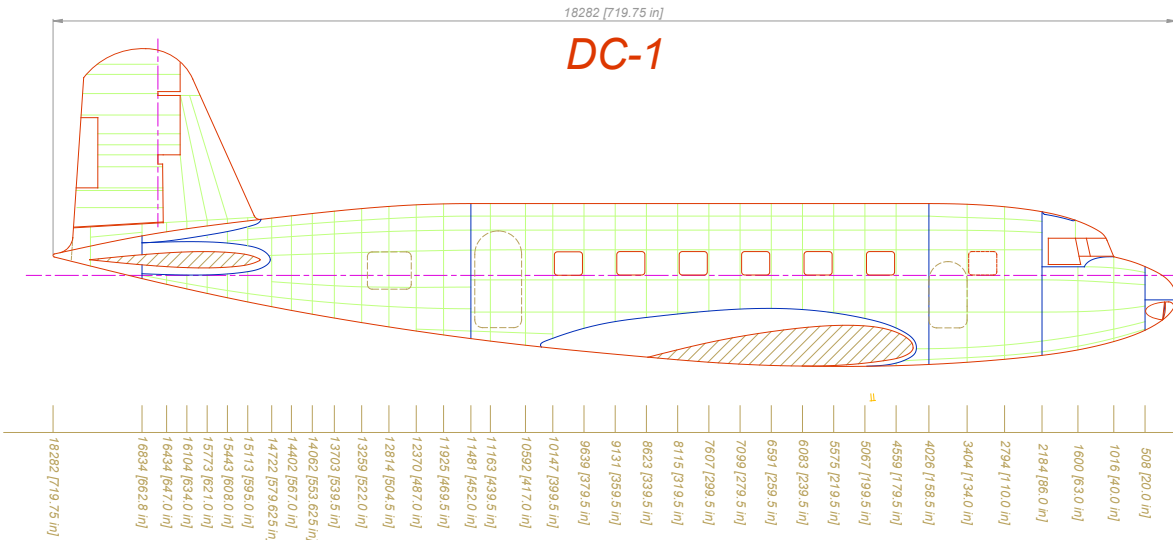 18282 [719.75 in]
DC-1
18282 [719.75 in]
16834 [662.8 in]
16434 [647.0 in]
16104 [634.0 in]
15773 [621.0 in]
15443 [608.0 in]
15113 [595.0 in]
14722 [579.625 in]
14402 [567.0 in]
14062 [553.625 in]
13703 [539.5 in]
13259 [522.0 in]
12814 [504.5 in]
12370 [487.0 in]
11925 [469.5 in]
11481 [452.0 in]
11163 [439.5 in]
10592 [417.0 in]
10147 [399.5 in]
9639 [379.5 in]
9131 [359.5 in]
8623 [339.5 in]
8115 [319.5 in]
7607 [299.5 in]
7099 [279.5 in]
6591 [259.5 in]
6083 [239.5 in]
5575 [219.5 in]
5067 [199.5 in]
4559 [179.5 in]
4026 [158.5 in]
3404 [134.0 in]
2794 [110.0 in]
2184 [86.0 in]
1600 [63.0 in]
1016 [40.0 in]
508 [20.0 in]